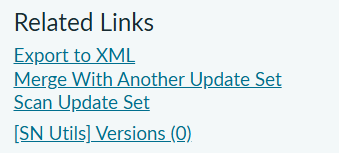 Related Links
Export to XML
Merge With Another Update Set
Scan Update Set
[SN Utils] Versions (0)